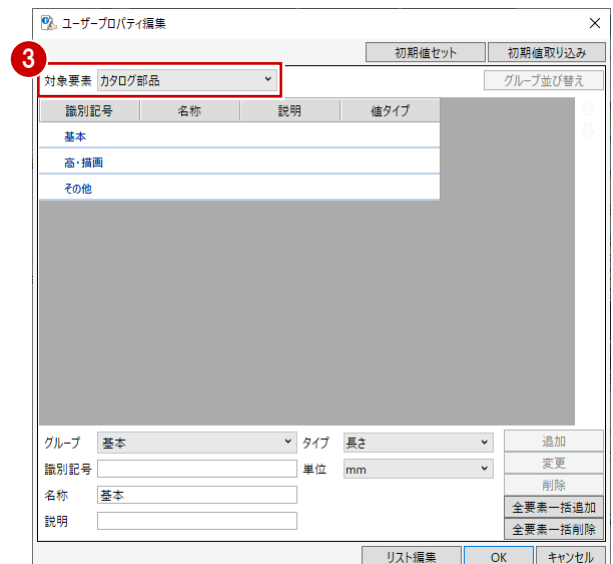 ユーザープロパティ編集
初期値セット 初期値取り込み
3
対象要素 カタログ部品 グループ並び替え
識別記号 名称 説明 値タイプ
基本
高・描画
その他
グループ 基本 タイプ 長さ 追加
識別記号 単位 mm 変更
削除
名称 基本
全要素一括追加
説明
全要素一括削除
リスト編集 OK キャンセル